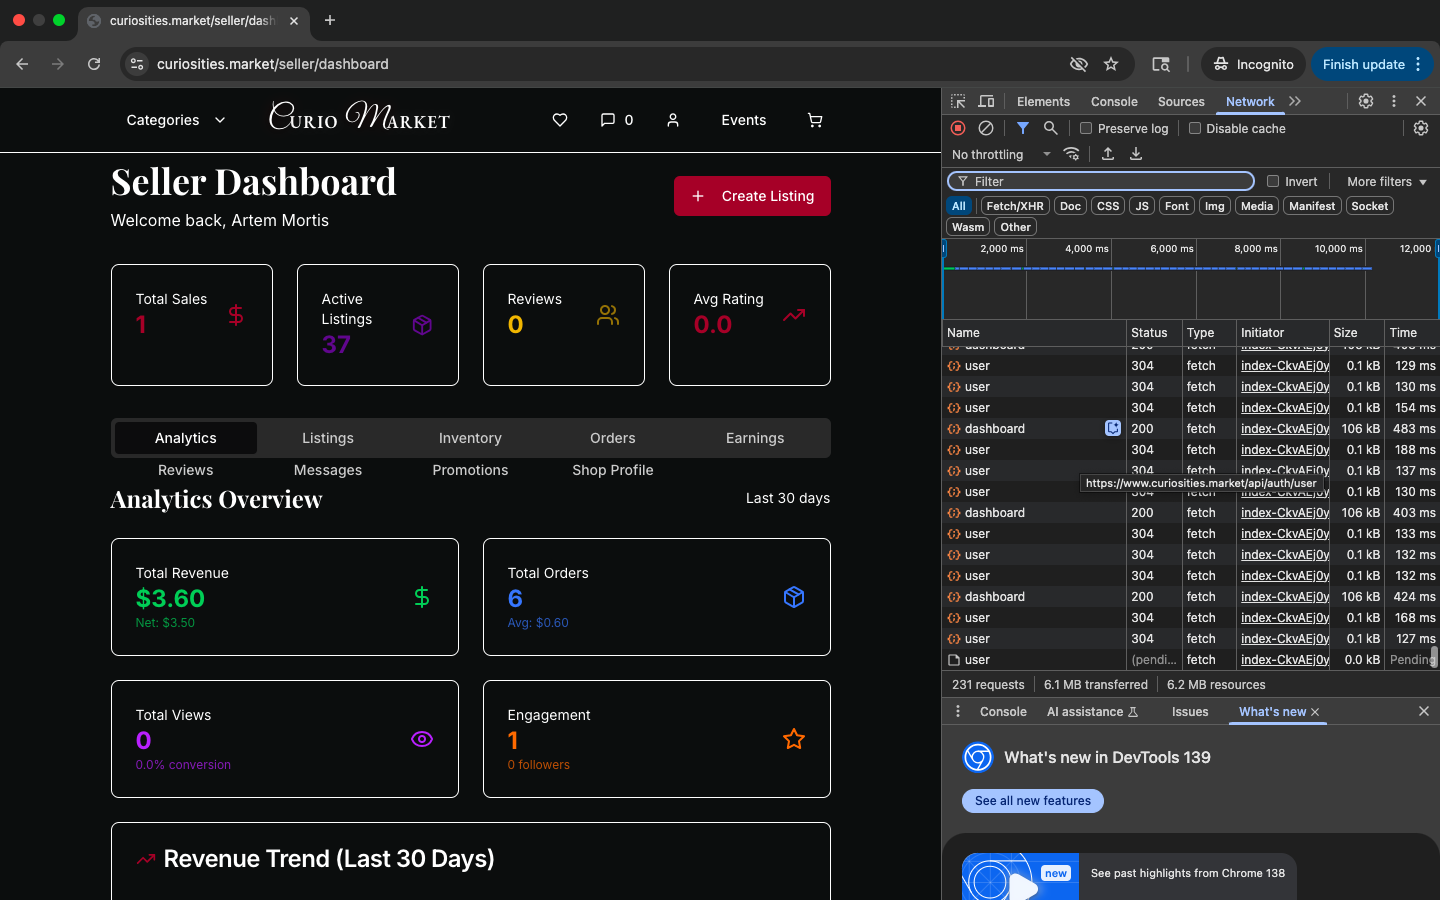 curiosities.market/seller/dash
curiosities.market/seller/dashboard
Incognito
Finish update
Categories
Curio Market
0
Events
Seller Dashboard
Welcome back, Artem Mortis
Create Listing
Total Sales
1
Active
Listings
37
Reviews
0
Avg Rating
0.0
Analytics
Listings
Inventory
Orders
Earnings
Reviews
Messages
Promotions
Shop Profile
Analytics Overview
Last 30 days
Total Revenue
$3.60
Net: $3.50
Total Orders
6
Avg: $0.60
Total Views
0
0.0% conversion
Engagement
1
0 followers
Revenue Trend (Last 30 Days)
Elements Console Sources Network
Preserve log Disable cache
No throttling
Filter Invert More filters
All Fetch/XHR Doc CSS JS Font Img Media Manifest Socket
Wasm Other
2,000 ms 4,000 ms 6,000 ms 8,000 ms 10,000 ms 12,000
Name Status Type Initiator Size Time
user 304 fetch index-CkvAEj0y 0.1 kB 129 ms
user 304 fetch index-CkvAEj0y 0.1 kB 130 ms
user 304 fetch index-CkvAEj0y 0.1 kB 154 ms
dashboard 200 fetch index-CkvAEj0y 106 kB 483 ms
user 304 fetch index-CkvAEj0y 0.1 kB 188 ms
user 304 fetch index-CkvAEj0y 0.1 kB 137 ms
https://www.curiosities.market/api/auth/user
user 304 fetch index-CkvAEj0y 0.1 kB 130 ms
dashboard 200 fetch index-CkvAEj0y 106 kB 403 ms
user 304 fetch index-CkvAEj0y 0.1 kB 133 ms
user 304 fetch index-CkvAEj0y 0.1 kB 132 ms
user 304 fetch index-CkvAEj0y 0.1 kB 132 ms
dashboard 200 fetch index-CkvAEj0y 106 kB 424 ms
user 304 fetch index-CkvAEj0y 0.1 kB 168 ms
user 304 fetch index-CkvAEj0y 0.1 kB 127 ms
user (pendi... fetch index-CkvAEj0y 0.0 kB Pending
231 requests 6.1 MB transferred 6.2 MB resources
Console AI assistance Issues What's new
What's new in DevTools 139
See all new features
new
See past highlights from Chrome 138